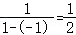 1/(1-(-1)) = 1/2